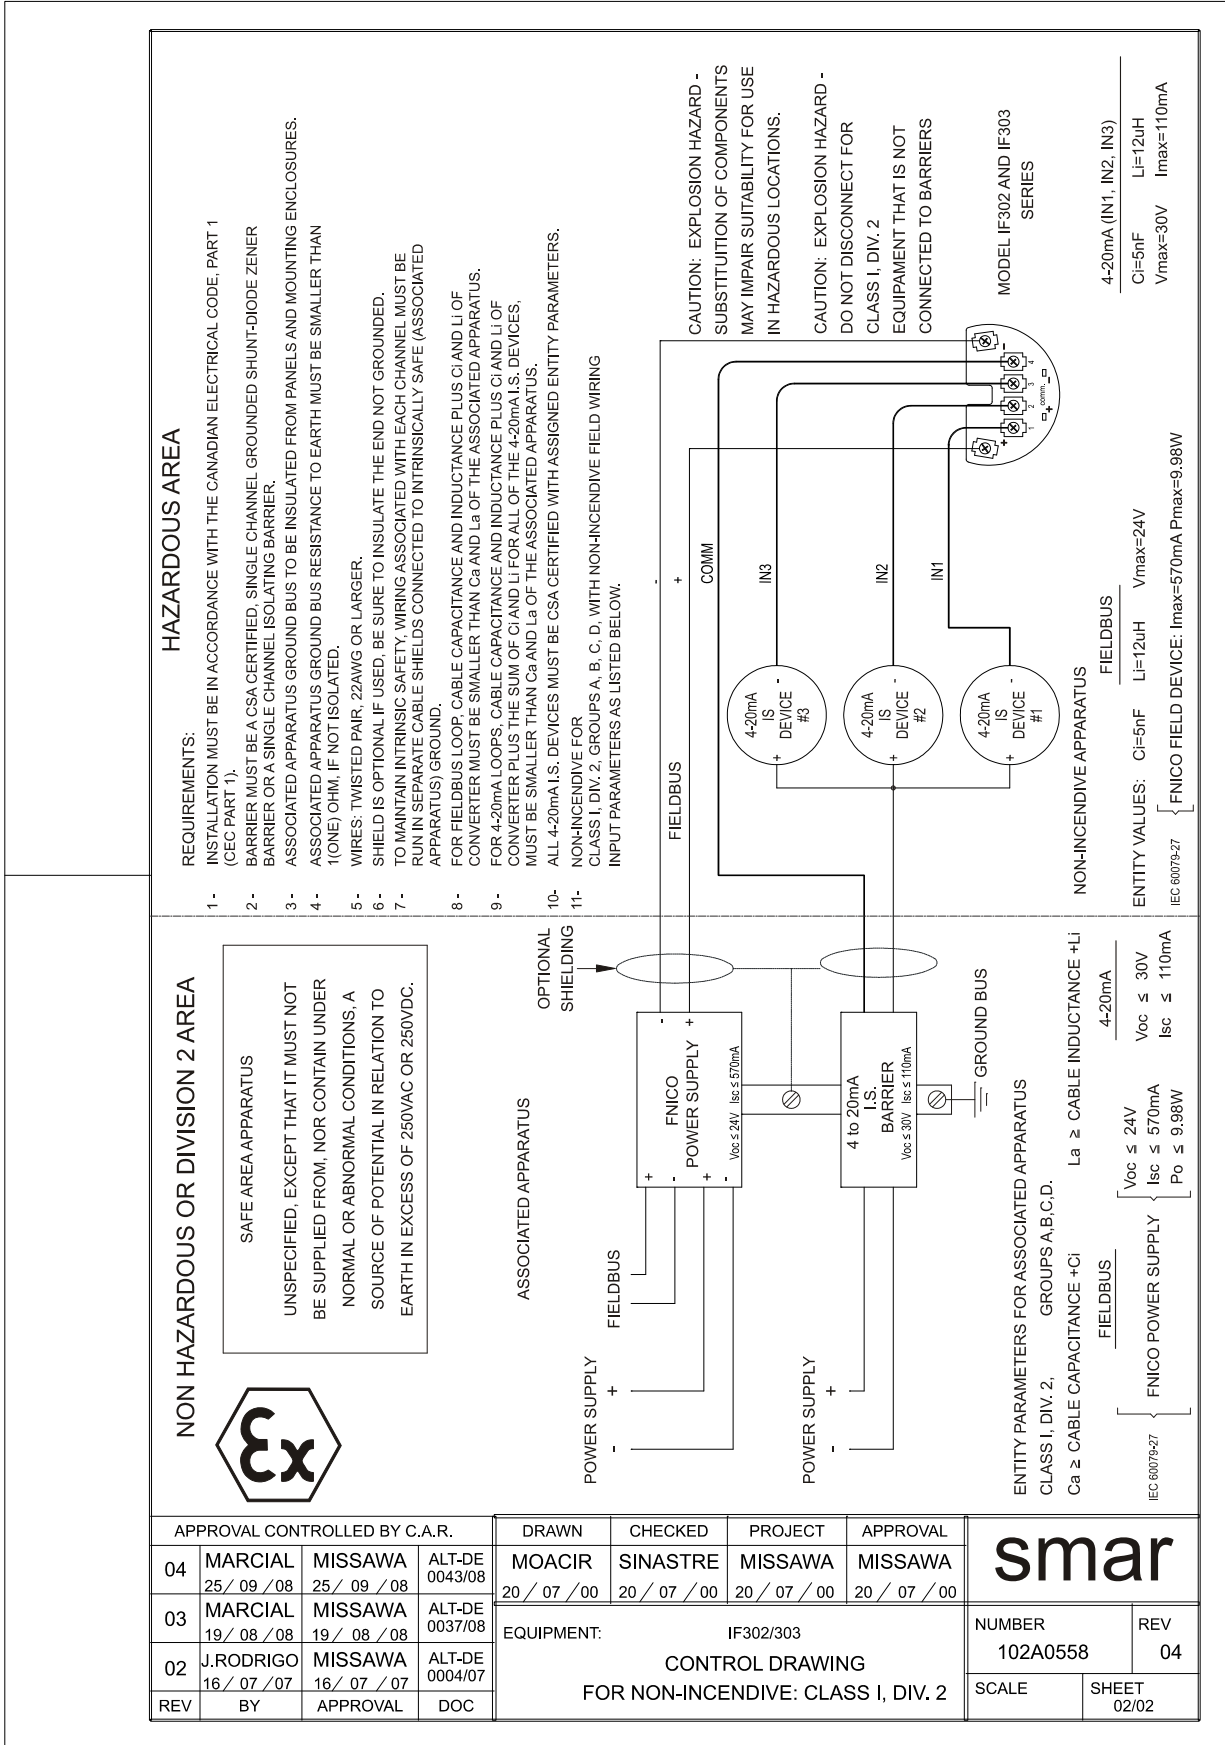 HAZARDOUS AREA
REQUIREMENTS:
1 - INSTALLATION MUST BE IN ACCORDANCE WITH THE CANADIAN ELECTRICAL CODE, PART 1
(CEC PART 1).
2 - BARRIER MUST BE A CSA CERTIFIED, SINGLE CHANNEL GROUNDED SHUNT-DIODE ZENER
BARRIER OR A SINGLE CHANNEL ISOLATING BARRIER.
3 - ASSOCIATED APPARATUS GROUND BUS TO BE INSULATED FROM PANELS AND MOUNTING ENCLOSURES.
4 - ASSOCIATED APPARATUS GROUND BUS RESISTANCE TO EARTH MUST BE SMALLER THAN
1(ONE) OHM, IF NOT ISOLATED.
5 - WIRES: TWISTED PAIR, 22AWG OR LARGER.
6 - SHIELD IS OPTIONAL IF USED, BE SURE TO INSULATE THE END NOT GROUNDED.
7 - TO MAINTAIN INTRINSIC SAFETY, WIRING ASSOCIATED WITH EACH CHANNEL MUST BE
RUN IN SEPARATE CABLE SHIELDS CONNECTED TO INTRINSICALLY SAFE (ASSOCIATED
APPARATUS) GROUND.
8 - FOR FIELDBUS LOOP, CABLE CAPACITANCE AND INDUCTANCE PLUS Ci AND Li OF
CONVERTER MUST BE SMALLER THAN Ca AND La OF THE ASSOCIATED APPARATUS.
9 - FOR 4-20mA LOOPS, CABLE CAPACITANCE AND INDUCTANCE PLUS Ci AND Li OF
CONVERTER PLUS THE SUM OF Ci AND Li FOR ALL OF THE 4-20mA I.S. DEVICES,
MUST BE SMALLER THAN Ca AND La OF THE ASSOCIATED APPARATUS.
10- ALL 4-20mA I.S. DEVICES MUST BE CSA CERTIFIED WITH ASSIGNED ENTITY PARAMETERS.
11- NON-INCENDIVE FOR
CLASS I, DIV. 2, GROUPS A, B, C, D, WITH NON-INCENDIVE FIELD WIRING
INPUT PARAMETERS AS LISTED BELOW.
CAUTION: EXPLOSION HAZARD -
SUBSTITUITION OF COMPONENTS
MAY IMPAIR SUITABILITY FOR USE
IN HAZARDOUS LOCATIONS.
CAUTION: EXPLOSION HAZARD -
DO NOT DISCONNECT FOR
CLASS I, DIV. 2
EQUIPAMENT THAT IS NOT
CONNECTED TO BARRIERS
MODEL IF302 AND IF303
SERIES
4-20mA (IN1, IN2, IN3)
Ci=5nF Li=12uH
Vmax=30V Imax=110mA
FIELDBUS
-
+
COMM
IN3
IN2
IN1
4-20mA
IS
DEVICE
#3
+ -
4-20mA
IS
DEVICE
#2
+ -
4-20mA
IS
DEVICE
#1
+ -
+ -
1 2 3 4
comm.
+ -
NON-INCENDIVE APPARATUS
FIELDBUS
ENTITY VALUES: Ci=5nF Li=12uH Vmax=24V
IEC 60079-27 FNICO FIELD DEVICE: Imax=570mA Pmax=9.98W
NON HAZARDOUS OR DIVISION 2 AREA
Ex
SAFE AREA APPARATUS
UNSPECIFIED, EXCEPT THAT IT MUST NOT
BE SUPPLIED FROM, NOR CONTAIN UNDER
NORMAL OR ABNORMAL CONDITIONS, A
SOURCE OF POTENTIAL IN RELATION TO
EARTH IN EXCESS OF 250VAC OR 250VDC.
ASSOCIATED APPARATUS
OPTIONAL
SHIELDING
POWER SUPPLY
- +
FIELDBUS
+ - + -
FNICO
POWER SUPPLY
Voc ≤ 24V Isc ≤ 570mA
- +
POWER SUPPLY
- +
4 to 20mA
I.S.
BARRIER
Voc ≤ 30V Isc ≤ 110mA
GROUND BUS
ENTITY PARAMETERS FOR ASSOCIATED APPARATUS
CLASS I, DIV. 2, GROUPS A,B,C,D.
Ca ≥ CABLE CAPACITANCE +Ci La ≥ CABLE INDUCTANCE +Li
FIELDBUS 4-20mA
IEC 60079-27 FNICO POWER SUPPLY
Voc ≤ 24V
Isc ≤ 570mA
Po ≤ 9.98W
Voc ≤ 30V
Isc ≤ 110mA
APPROVAL CONTROLLED BY C.A.R.
04 MARCIAL 25/ 09 /08 MISSAWA 25/ 09 /08 ALT-DE 0043/08
03 MARCIAL 19/ 08 /08 MISSAWA 19/ 08 /08 ALT-DE 0037/08
02 J.RODRIGO 16/ 07 /07 MISSAWA 16/ 07 /07 ALT-DE 0004/07
REV BY APPROVAL DOC
DRAWN CHECKED PROJECT APPROVAL
MOACIR SINASTRE MISSAWA MISSAWA
20 / 07 /00 20 / 07 /00 20 / 07 /00 20 / 07 /00
EQUIPMENT: IF302/303
CONTROL DRAWING
FOR NON-INCENDIVE: CLASS I, DIV. 2
smar
NUMBER
102A0558
REV
04
SCALE
SHEET
02/02